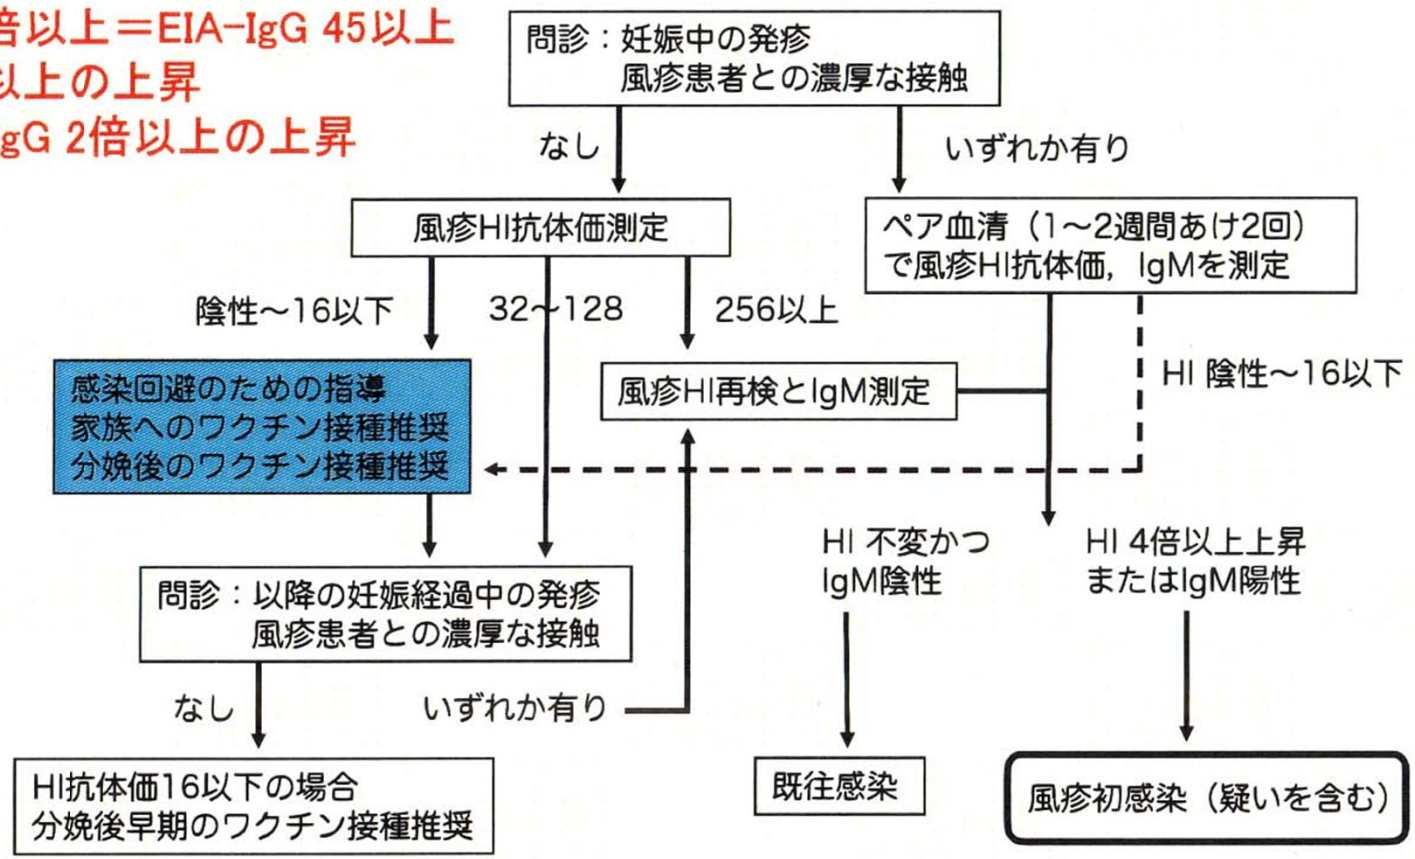 倍以上＝EIA-IgG 45以上
以上の上昇
gG 2倍以上の上昇
問診：妊娠中の発疹
風疹患者との濃厚な接触
なし
いずれか有り
風疹HI抗体価測定
ペア血清（1～2週間あけ2回）
で風疹HI抗体価，IgMを測定
陰性～16以下
32～128
256以上
HI 陰性～16以下
感染回避のための指導
家族へのワクチン接種推奨
分娩後のワクチン接種推奨
風疹HI再検とIgM測定
HI 不変かつ
IgM陰性
HI 4倍以上上昇
またはIgM陽性
問診：以降の妊娠経過中の発疹
風疹患者との濃厚な接触
なし
いずれか有り
HI抗体価16以下の場合
分娩後早期のワクチン接種推奨
既往感染
風疹初感染（疑いを含む）